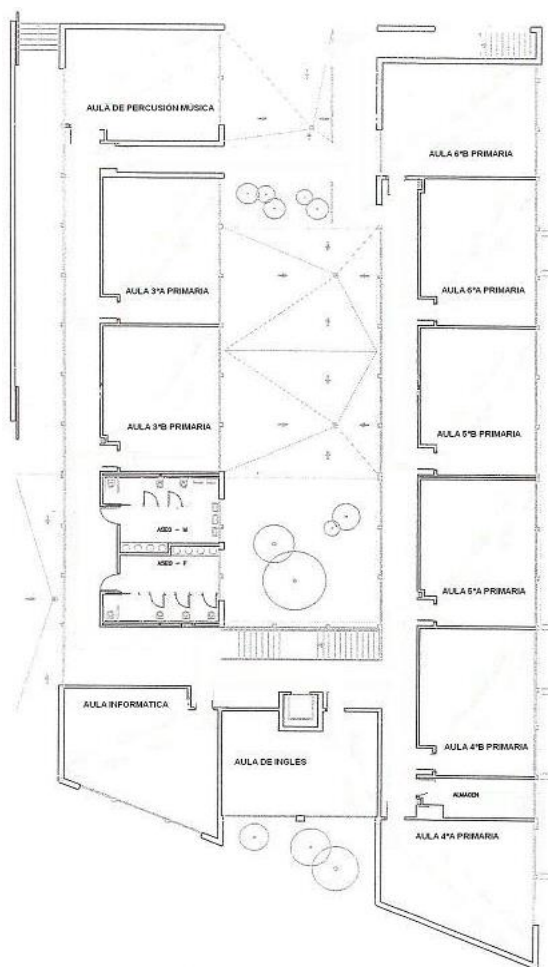 AULA DE PERCUSIÓN MÚSICA
AULA 6ºB PRIMARIA
AULA 3ºA PRIMARIA
AULA 6ºA PRIMARIA
AULA 3ºB PRIMARIA
AULA 5ºB PRIMARIA
ASEO - M
ASEO - F
AULA 5ºA PRIMARIA
AULA INFORMATICA
AULA DE INGLES
AULA 4ºB PRIMARIA
ALMACEN
AULA 4ºA PRIMARIA